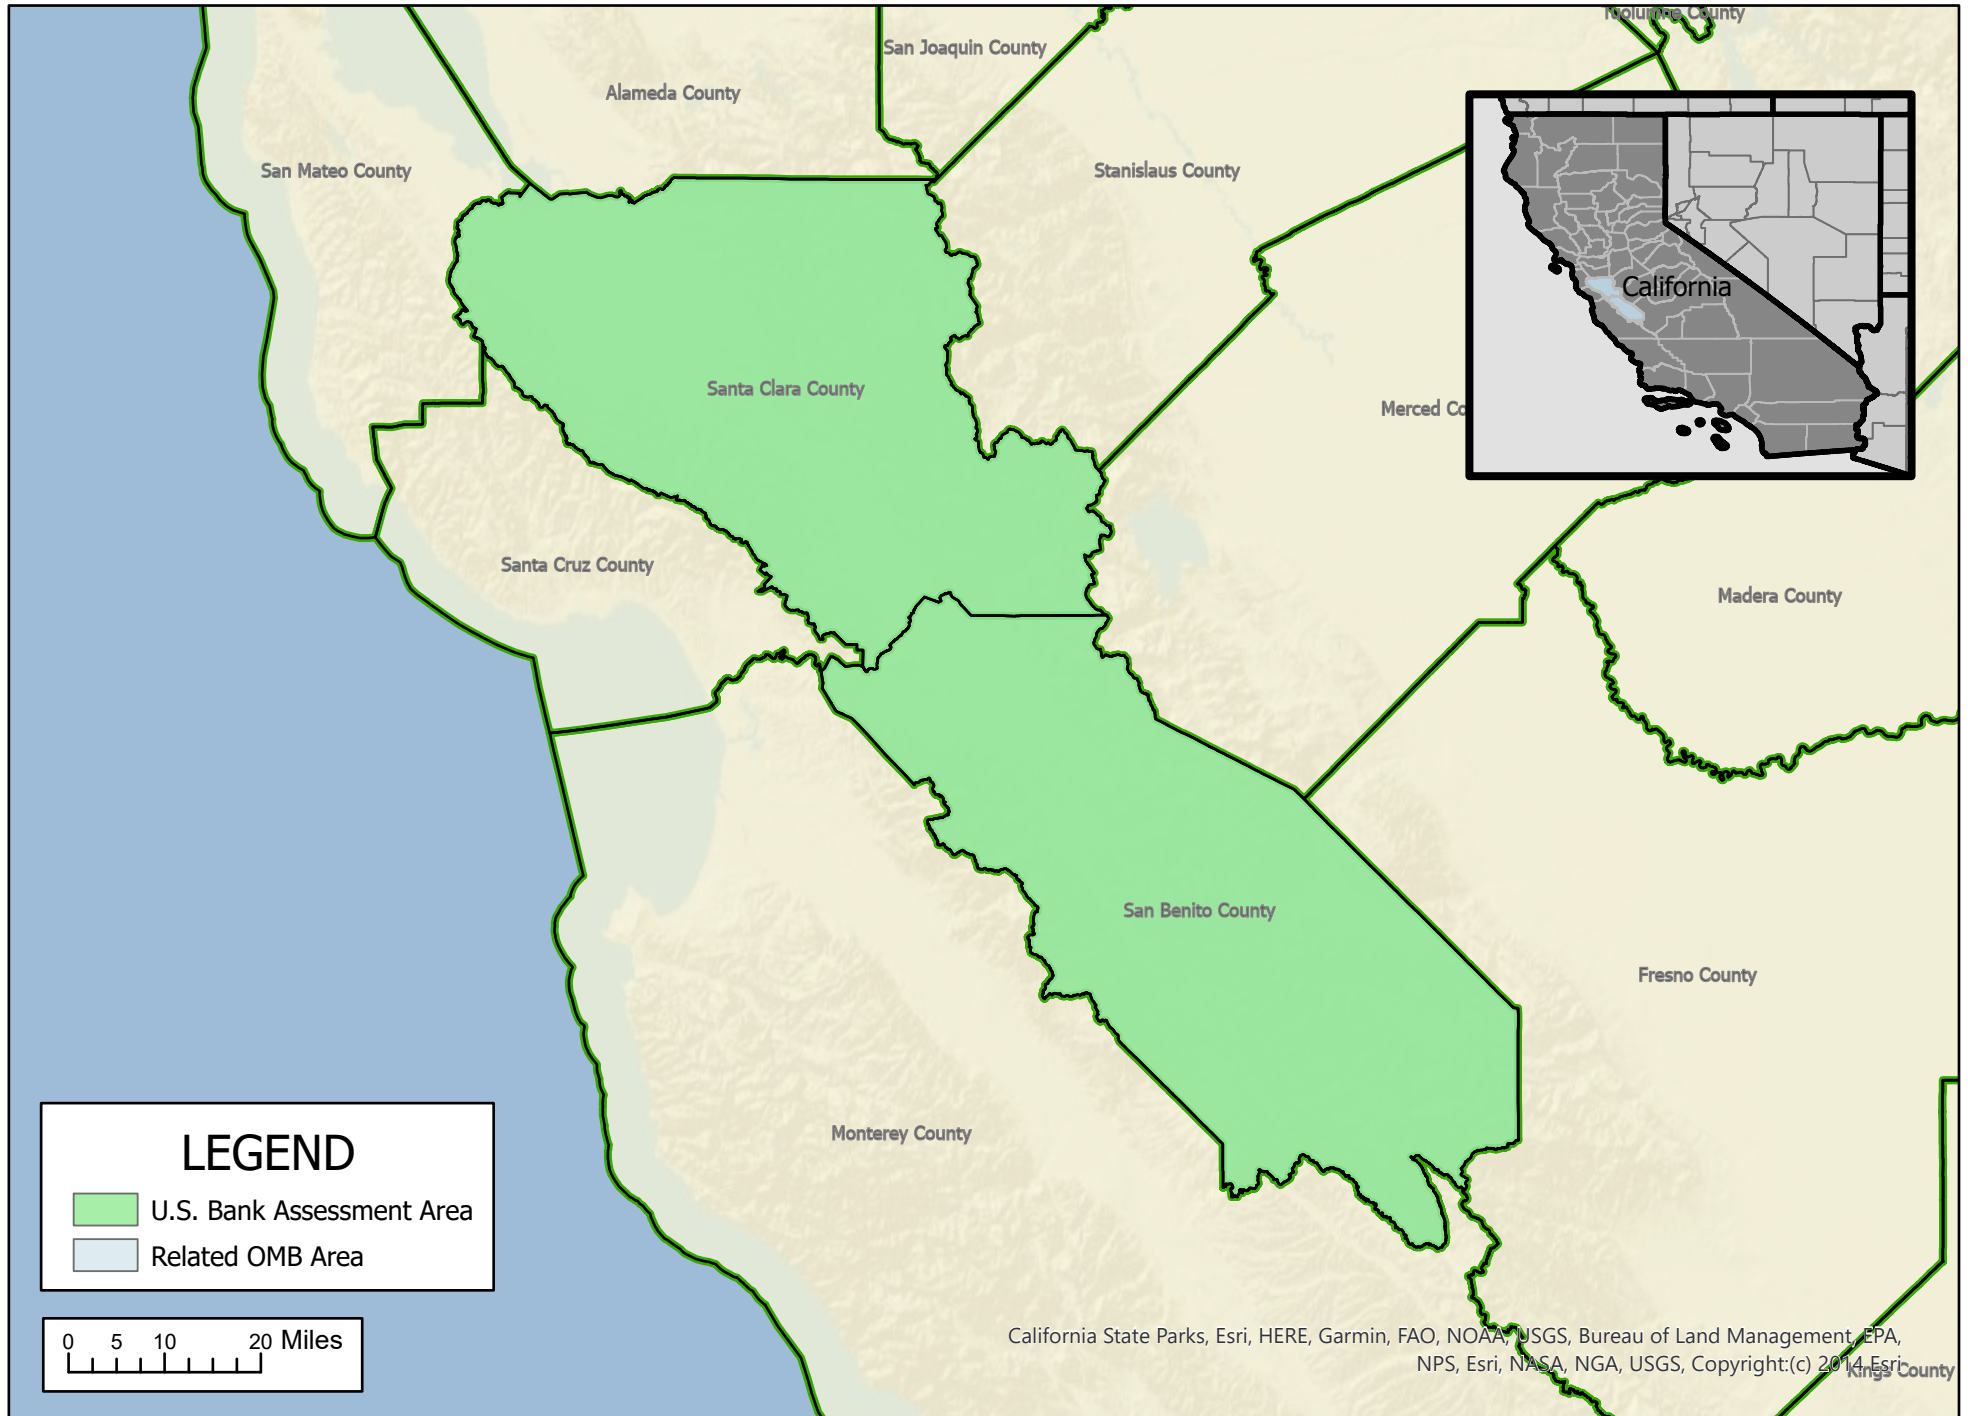 Tuolumne County
San Joaquin County
Alameda County
San Mateo County
Stanislaus County
California
Santa Clara County
Merced Co
Santa Cruz County
Madera County
San Benito County
Fresno County
Monterey County
LEGEND
U.S. Bank Assessment Area
Related OMB Area
0 5 10 20 Miles
California State Parks, Esri, HERE, Garmin, FAO, NOAA, USGS, Bureau of Land Management, EPA,
NPS, Esri, NASA, NGA, USGS, Copyright:(c) 2014 Esri
Kings County